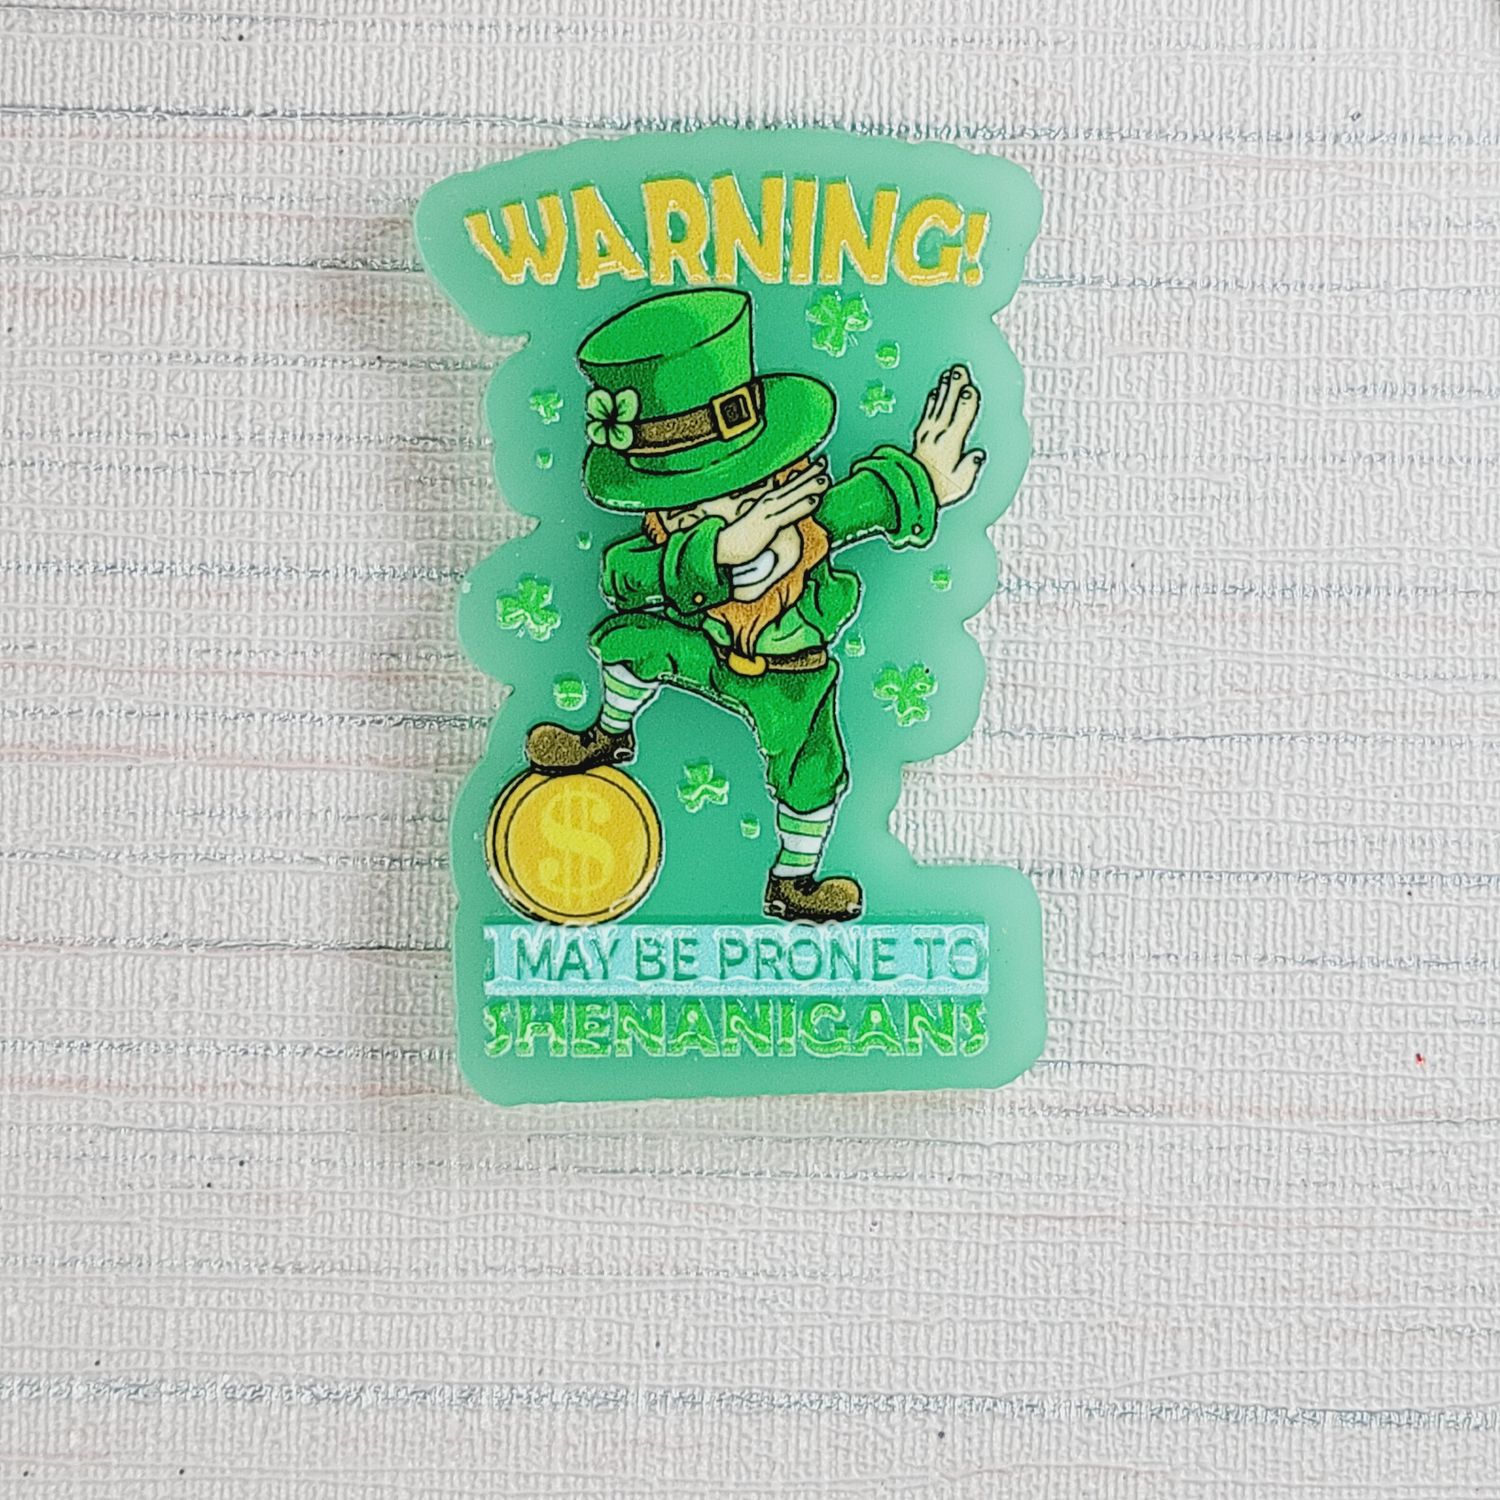 WARNING!
$
I MAY BE PRONE TO
SHENANIGANS